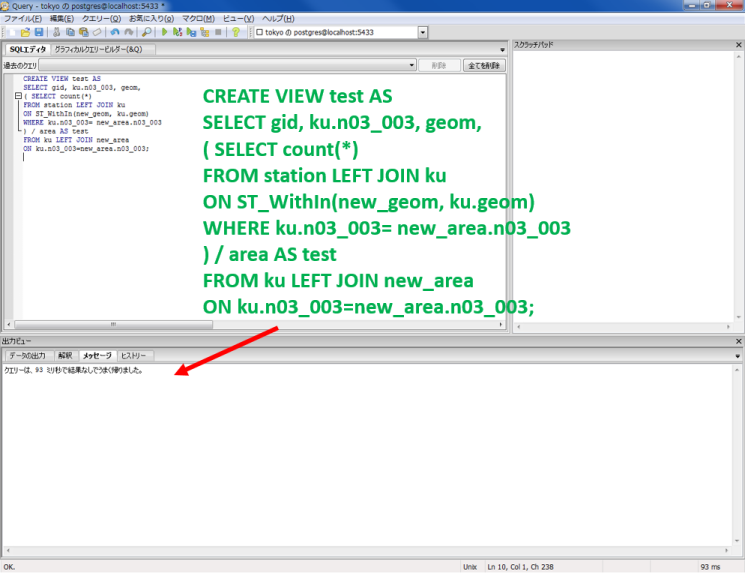 Query - tokyo の postgres@localhost:5433 *
ファイル(F) 編集(E) クエリー(Q) お気に入り(o) マクロ(M) ビュー(V) ヘルプ(H)
tokyo の postgres@localhost:5433
SQLエディタ グラフィカルクエリービルダー(&Q)
過去のクエリ 削除 全てを削除
CREATE VIEW test AS
SELECT gid, ku.n03_003, geom,
( SELECT count(*)
FROM station LEFT JOIN ku
ON ST_WithIn(new_geom, ku.geom)
WHERE ku.n03_003= new_area.n03_003
) / area AS test
FROM ku LEFT JOIN new_area
ON ku.n03_003=new_area.n03_003;
CREATE VIEW test AS
SELECT gid, ku.n03_003, geom,
( SELECT count(*)
FROM station LEFT JOIN ku
ON ST_WithIn(new_geom, ku.geom)
WHERE ku.n03_003= new_area.n03_003
) / area AS test
FROM ku LEFT JOIN new_area
ON ku.n03_003=new_area.n03_003;
スクラッチパッド
出力ビュー
データの出力 解釈 メッセージ ヒストリー
クエリーは、93 ミリ秒で結果なしでうまく帰りました。
OK.
Unix Ln 10, Col 1, Ch 238 93 ms